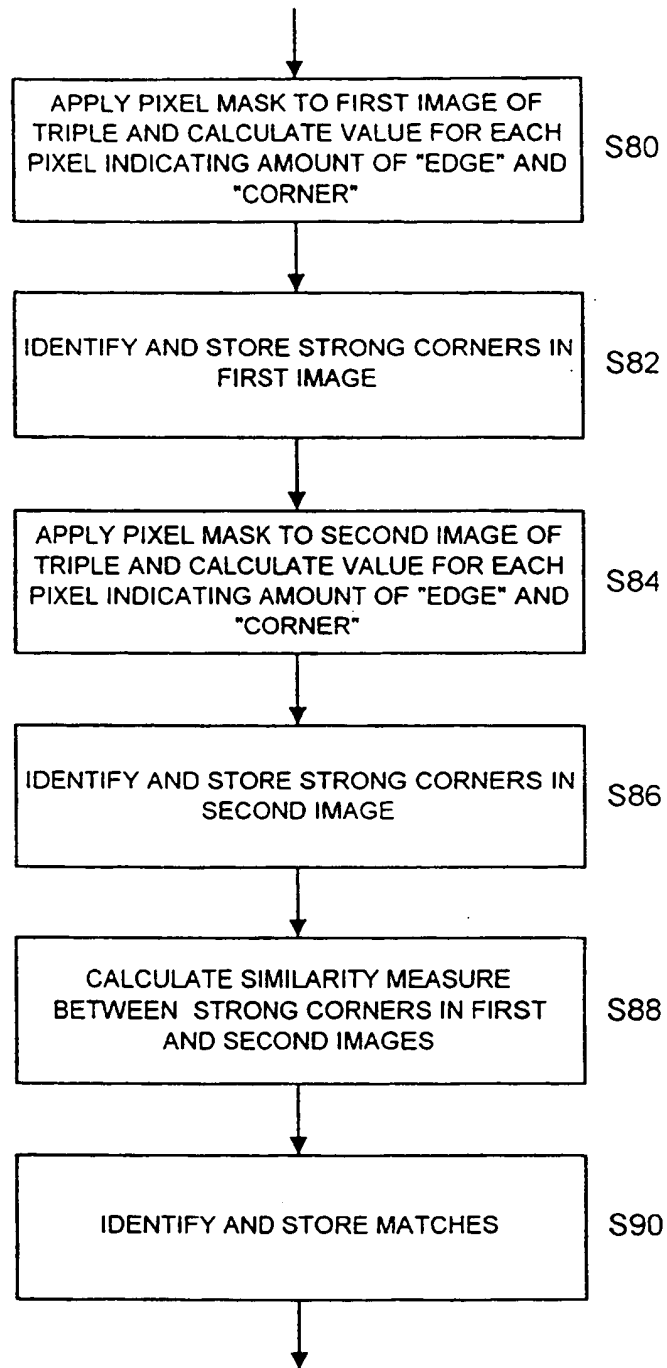 APPLY PIXEL MASK TO FIRST IMAGE OF
TRIPLE AND CALCULATE VALUE FOR EACH
PIXEL INDICATING AMOUNT OF "EDGE" AND
"CORNER"
S80
IDENTIFY AND STORE STRONG CORNERS IN
FIRST IMAGE
S82
APPLY PIXEL MASK TO SECOND IMAGE OF
TRIPLE AND CALCULATE VALUE FOR EACH
PIXEL INDICATING AMOUNT OF "EDGE" AND
"CORNER"
S84
IDENTIFY AND STORE STRONG CORNERS IN
SECOND IMAGE
S86
CALCULATE SIMILARITY MEASURE
BETWEEN STRONG CORNERS IN FIRST
AND SECOND IMAGES
S88
IDENTIFY AND STORE MATCHES
S90